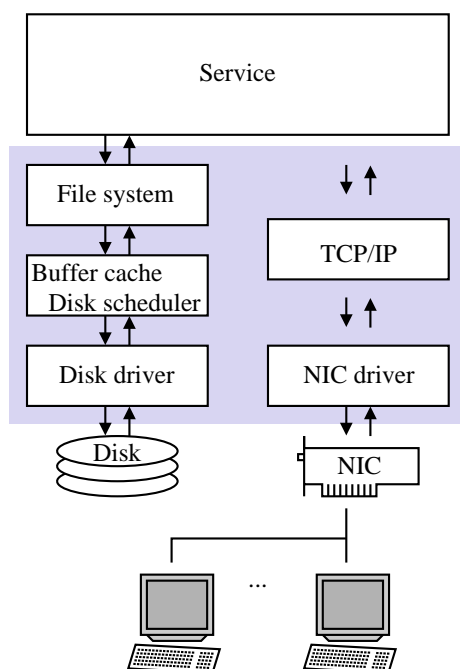 Service
File system
TCP/IP
Buffer cache
Disk scheduler
Disk driver
NIC driver
Disk
NIC
...